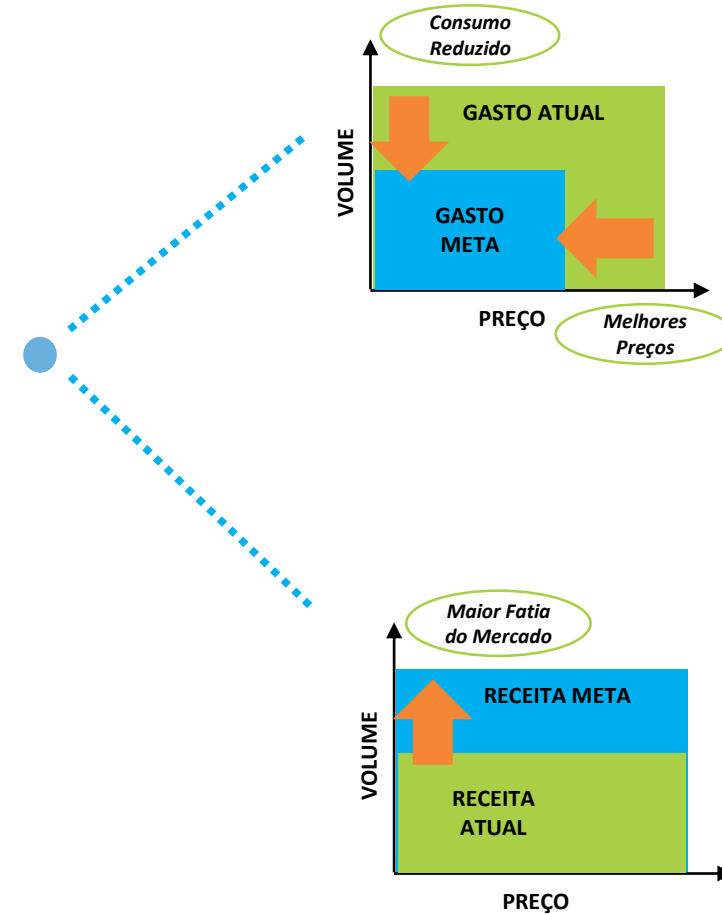 Consumo
Reduzido
VOLUME
GASTO ATUAL
GASTO
META
PREÇO
Melhores
Preços
Maior Fatia
do Mercado
VOLUME
RECEITA META
RECEITA
ATUAL
PREÇO